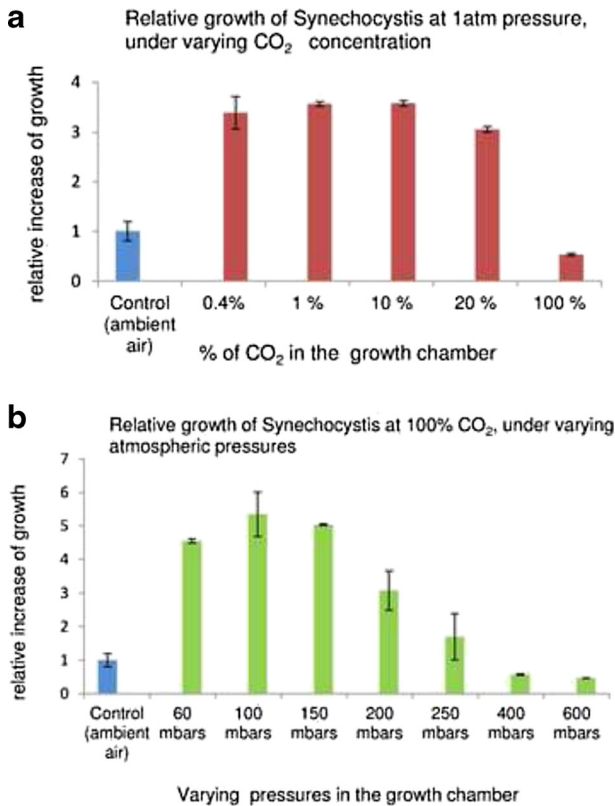 a
Relative growth of Synechocystis at 1atm pressure,
under varying CO₂ concentration
relative increase of growth
4
3
2
1
0
Control
(ambient
air)
0.4%
1 %
10 %
20 %
100 %
% of CO₂ in the growth chamber
b
Relative growth of Synechocystis at 100% CO₂, under varying
atmospheric pressures
relative increase of growth
7
6
5
4
3
2
1
0
Control
(ambient
air)
60
mbars
100
mbars
150
mbars
200
mbars
250
mbars
400
mbars
600
mbars
Varying pressures in the growth chamber